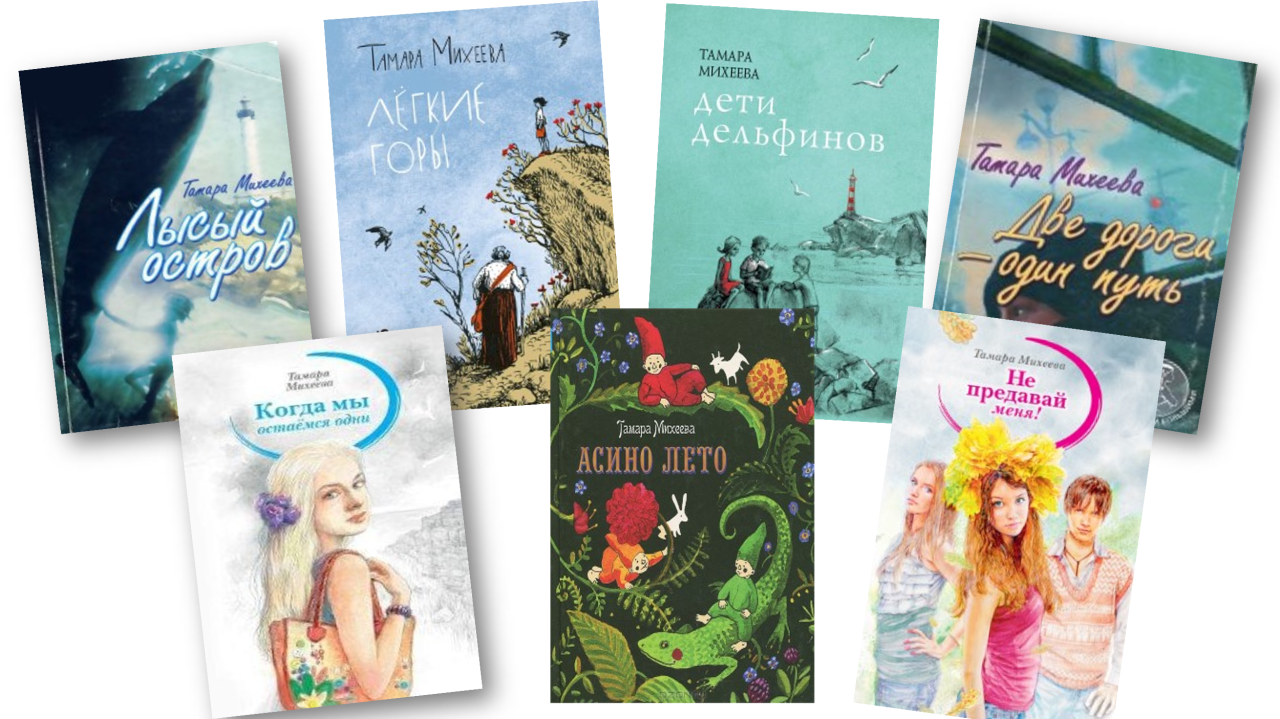 Тамара Михеева
Лысый
остров
Тамара Михеева
ЛЁГКИЕ
ГОРЫ
ТАМАРА
МИХЕЕВА
дети
дельфинов
Тамара Михеева
Две дороги
– один путь
Тамара
Михеева
Когда мы
остаёмся одни
Тамара Михеева
АСИНО ЛЕТО
Тамара Михеева
Не
предавай
меня!